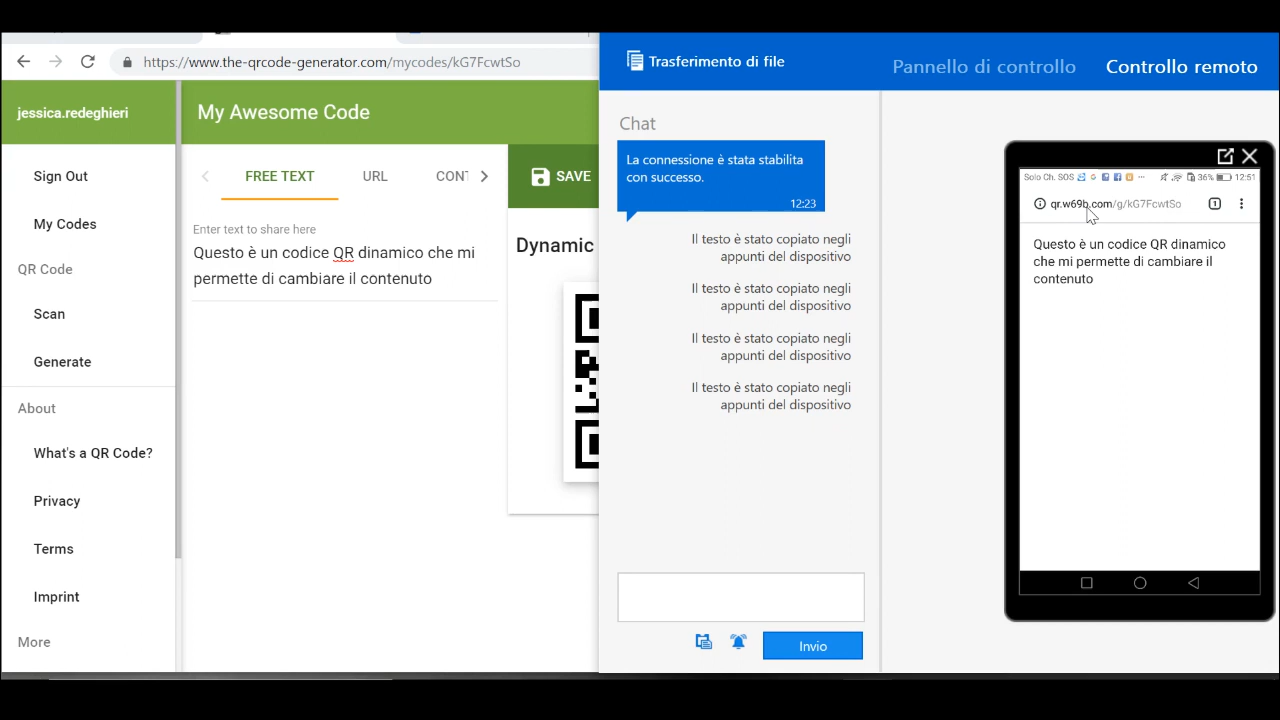 https://www.the-qrcode-generator.com/mycodes/kG7FcwtSo
jessica.redeghieri
My Awesome Code
Sign Out
My Codes
QR Code
Scan
Generate
About
What's a QR Code?
Privacy
Terms
Imprint
More
FREE TEXT
URL
CONT
SAVE
Enter text to share here
Questo è un codice QR dinamico che mi
permette di cambiare il contenuto
Dynamic
Trasferimento di file
Pannello di controllo
Controllo remoto
Chat
La connessione è stata stabilita
con successo.
12:23
Il testo è stato copiato negli
appunti del dispositivo
Il testo è stato copiato negli
appunti del dispositivo
Il testo è stato copiato negli
appunti del dispositivo
Il testo è stato copiato negli
appunti del dispositivo
Invio
Solo Ch. SOS 36% 12:51
qr.w69b.com/g/kG7FcwtSo 1
Questo è un codice QR dinamico
che mi permette di cambiare il
contenuto